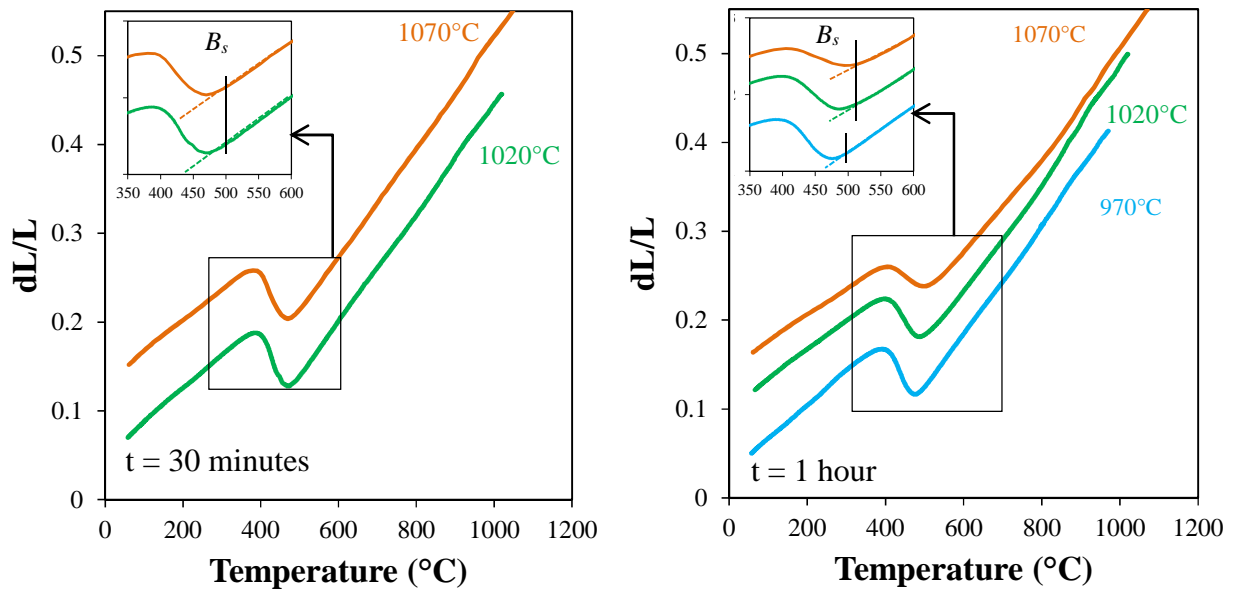 0.5
0.4
0.3
0.2
0.1
0
dL/L
B_s
350 400 450 500 550 600
1070°C
1020°C
t = 30 minutes
0 200 400 600 800 1000 1200
Temperature (°C)
0.5
0.4
0.3
0.2
0.1
0
dL/L
B_s
350 400 450 500 550 600
1070°C
1020°C
970°C
t = 1 hour
0 200 400 600 800 1000 1200
Temperature (°C)